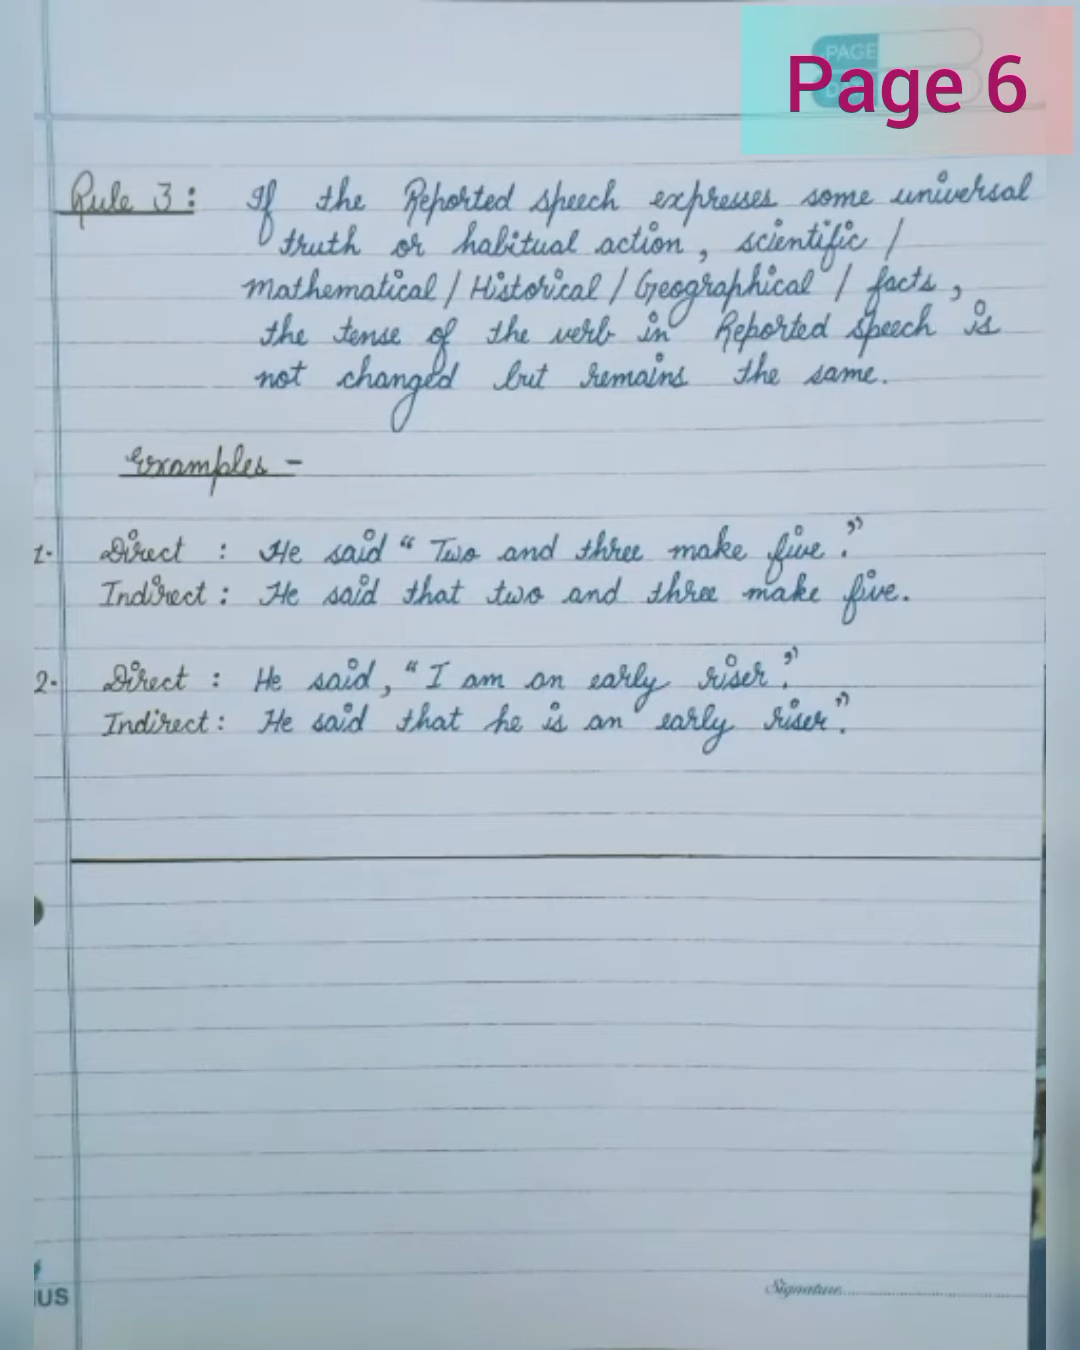 PAGE
Page 6
Rule 3: If the Reported speech expresses some universal
truth or habitual action, scientific /
mathematical / Historical / Geographical / facts,
the tense of the verb in Reported speech is
not changed but remains the same.
Examples -
1. Direct : He said “ Two and three make five.”
Indirect : He said that two and three make five.
2. Direct : He said, “I am an early riser.”
Indirect : He said that he is an early riser.”
IUS
Signature